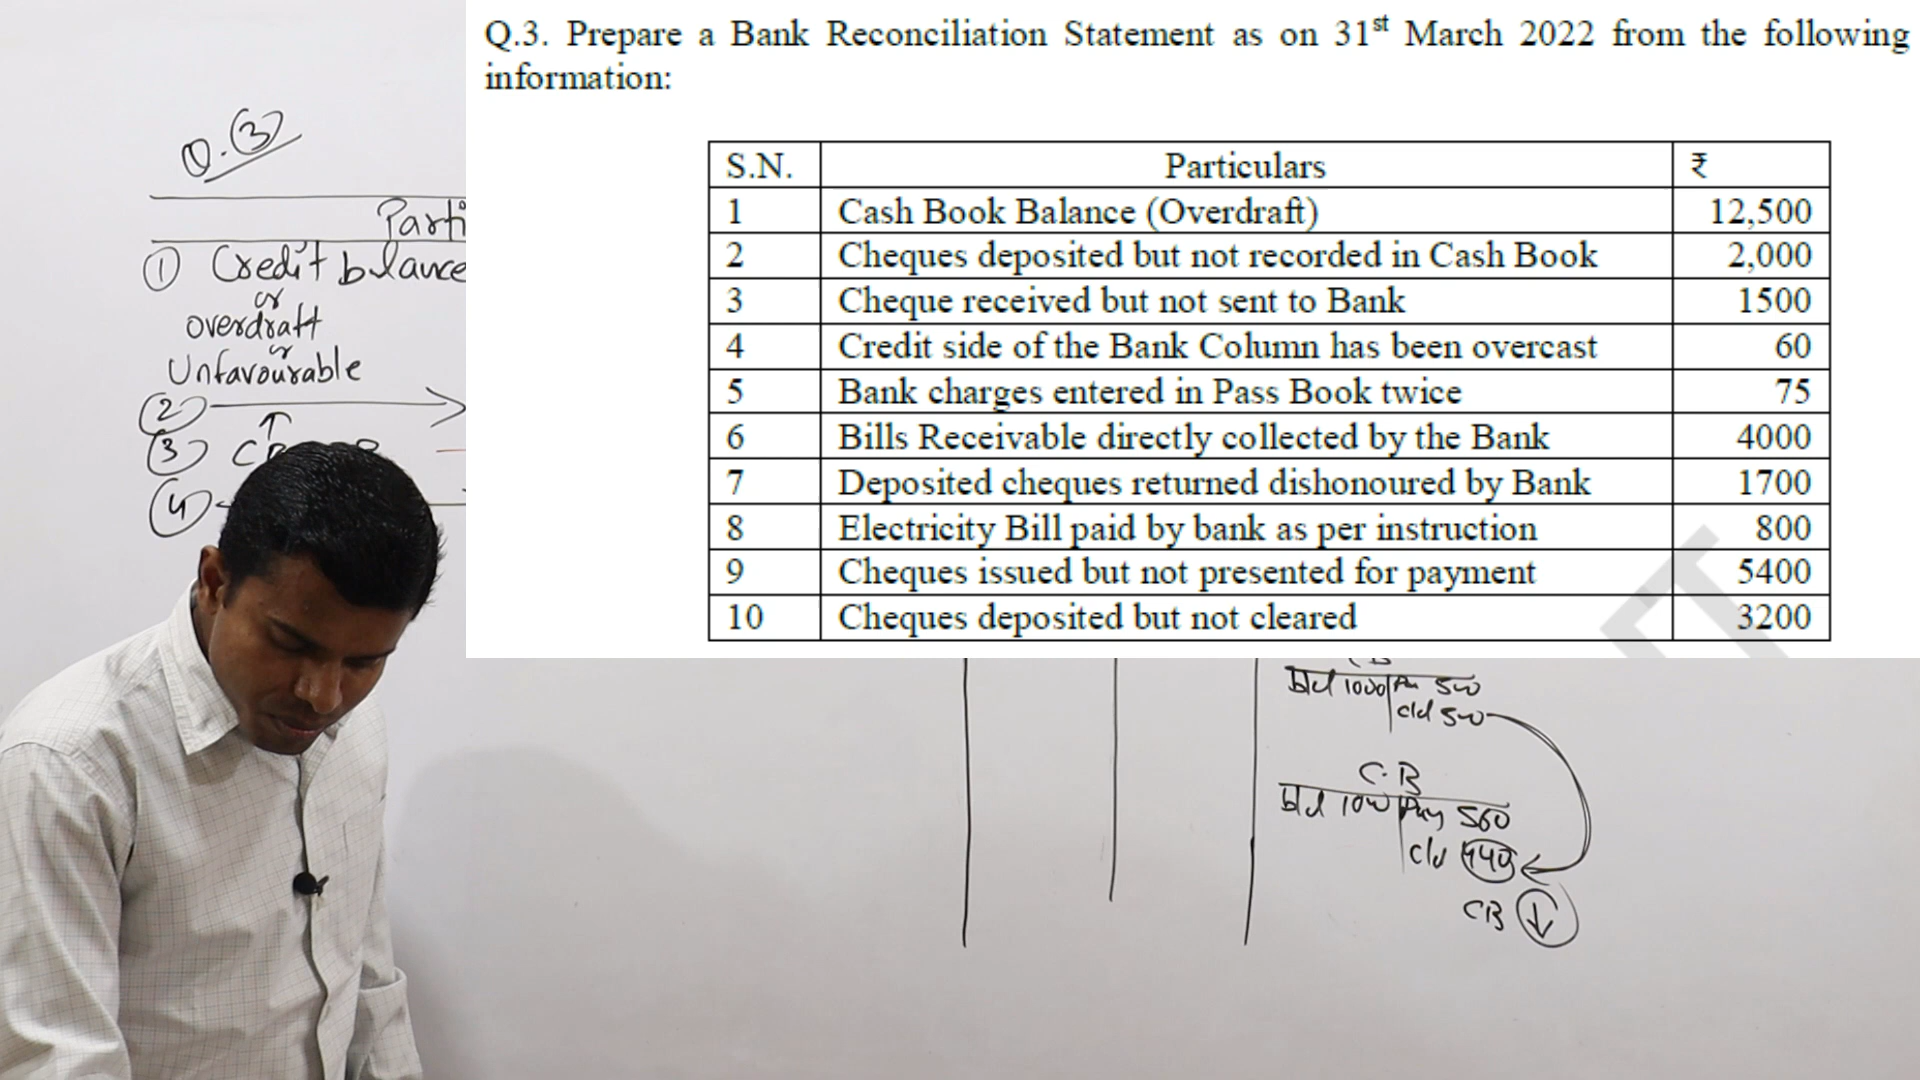 Q.3. Prepare a Bank Reconciliation Statement as on 31st March 2022 from the following
information:
S.N. Particulars ₹
1 Cash Book Balance (Overdraft) 12,500
2 Cheques deposited but not recorded in Cash Book 2,000
3 Cheque received but not sent to Bank 1500
4 Credit side of the Bank Column has been overcast 60
5 Bank charges entered in Pass Book twice 75
6 Bills Receivable directly collected by the Bank 4000
7 Deposited cheques returned dishonoured by Bank 1700
8 Electricity Bill paid by bank as per instruction 800
9 Cheques issued but not presented for payment 5400
10 Cheques deposited but not cleared 3200
Q.(3)
Parti
① Credit balance
or
overdraft
or
Unfavourable
②
③
④
b/d 1000 500
c/d 500
C.B
b/d Pay 560
c/d 440
CB ↓